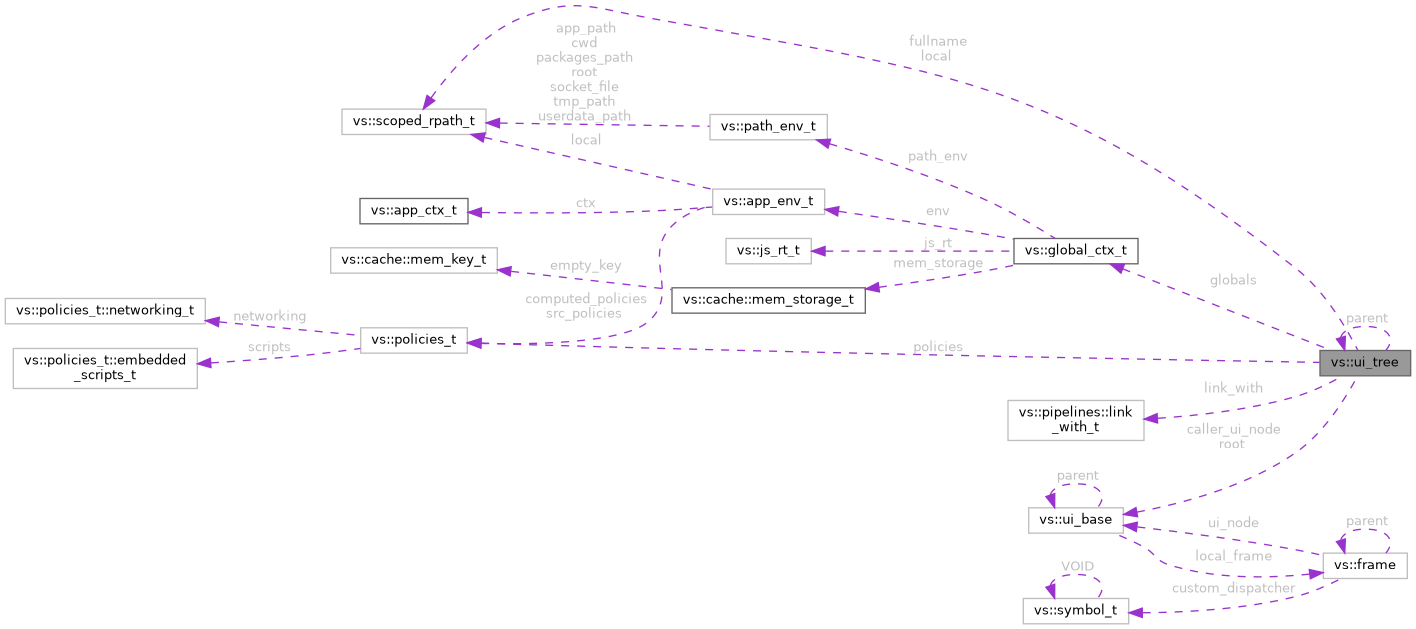 fullname
local
app_path
cwd
packages_path
root
socket_file
tmp_path
userdata_path
vs::scoped_rpath_t
vs::path_env_t
local
path_env
vs::app_env_t
vs::app_ctx_t
ctx
env
vs::js_rt_t
js_rt
vs::global_ctx_t
vs::cache::mem_key_t
empty_key
mem_storage
globals
vs::cache::mem_storage_t
computed_policies
src_policies
vs::policies_t::networking_t
networking
parent
vs::policies_t
scripts
policies
vs::policies_t::embedded
_scripts_t
vs::ui_tree
link_with
vs::pipelines::link
_with_t
caller_ui_node
root
parent
vs::ui_base
ui_node
parent
local_frame
vs::frame
VOID
custom_dispatcher
vs::symbol_t